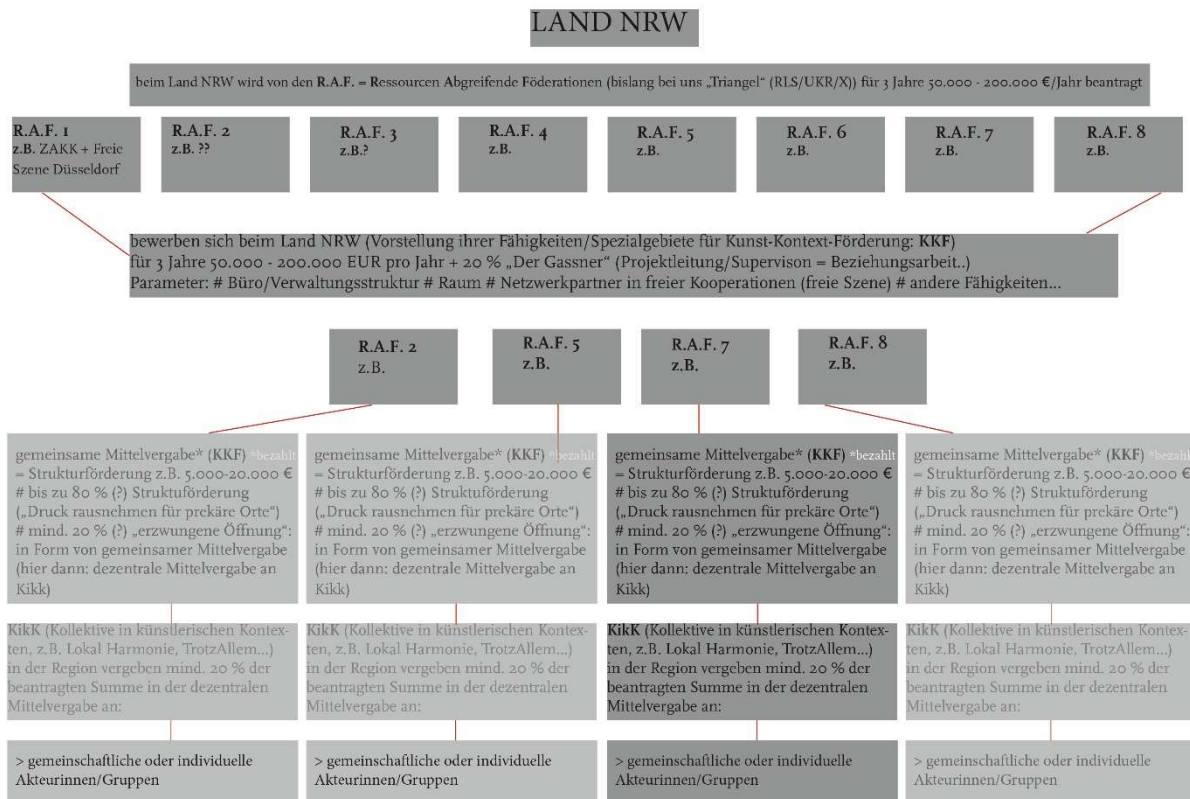 LAND NRW
beim Land NRW wird von den R.A.F. = Ressourcen Abgreifende Föderationen (bislang bei uns „Triangel“ (RLS/UKR/X)) für 3 Jahre 50.000 - 200.000 €/Jahr beantragt
R.A.F. 1
z.B. ZAKK + Freie
Szene Düsseldorf
R.A.F. 2
z.B. ??
R.A.F. 3
z.B.?
R.A.F. 4
z.B.
R.A.F. 5
z.B.
R.A.F. 6
z.B.
R.A.F. 7
z.B.
R.A.F. 8
z.B.
bewerben sich beim Land NRW (Vorstellung ihrer Fähigkeiten/Spezialgebiete für Kunst-Kontext-Förderung: KKF)
für 3 Jahre 50.000 - 200.000 EUR pro Jahr + 20 % „Der Gassner“ (Projektleitung/Supervison = Beziehungsarbeit..)
Parameter: # Büro/Verwaltungsstruktur # Raum # Netzwerkpartner in freier Kooperationen (freie Szene) # andere Fähigkeiten...
R.A.F. 2
z.B.
R.A.F. 5
z.B.
R.A.F. 7
z.B.
R.A.F. 8
z.B.
gemeinsame Mittelvergabe* (KKF) *bezahlt
= Strukturförderung z.B. 5.000-20.000 €
# bis zu 80 % (?) Struktuförderung
(„Druck rausnehmen für prekäre Orte“)
# mind. 20 % (?) „erzwungene Öffnung“:
in Form von gemeinsamer Mittelvergabe
(hier dann: dezentrale Mittelvergabe an
Kikk)
KikK (Kollektive in künstlerischen Kontex-
ten, z.B. Lokal Harmonie, TrotzAllem...)
in der Region vergeben mind. 20 % der
beantragten Summe in der dezentralen
Mittelvergabe an:
> gemeinschaftliche oder individuelle
Akteurinnen/Gruppen
gemeinsame Mittelvergabe* (KKF) *bezahlt
= Strukturförderung z.B. 5.000-20.000 €
# bis zu 80 % (?) Struktuförderung
(„Druck rausnehmen für prekäre Orte“)
# mind. 20 % (?) „erzwungene Öffnung“:
in Form von gemeinsamer Mittelvergabe
(hier dann: dezentrale Mittelvergabe an
Kikk)
KikK (Kollektive in künstlerischen Kontex-
ten, z.B. Lokal Harmonie, TrotzAllem...)
in der Region vergeben mind. 20 % der
beantragten Summe in der dezentralen
Mittelvergabe an:
> gemeinschaftliche oder individuelle
Akteurinnen/Gruppen
gemeinsame Mittelvergabe* (KKF) *bezahlt
= Strukturförderung z.B. 5.000-20.000 €
# bis zu 80 % (?) Struktuförderung
(„Druck rausnehmen für prekäre Orte“)
# mind. 20 % (?) „erzwungene Öffnung“:
in Form von gemeinsamer Mittelvergabe
(hier dann: dezentrale Mittelvergabe an
Kikk)
KikK (Kollektive in künstlerischen Kontex-
ten, z.B. Lokal Harmonie, TrotzAllem...)
in der Region vergeben mind. 20 % der
beantragten Summe in der dezentralen
Mittelvergabe an:
> gemeinschaftliche oder individuelle
Akteurinnen/Gruppen
gemeinsame Mittelvergabe* (KKF) *bezahlt
= Strukturförderung z.B. 5.000-20.000 €
# bis zu 80 % (?) Struktuförderung
(„Druck rausnehmen für prekäre Orte“)
# mind. 20 % (?) „erzwungene Öffnung“:
in Form von gemeinsamer Mittelvergabe
(hier dann: dezentrale Mittelvergabe an
Kikk)
KikK (Kollektive in künstlerischen Kontex-
ten, z.B. Lokal Harmonie, TrotzAllem...)
in der Region vergeben mind. 20 % der
beantragten Summe in der dezentralen
Mittelvergabe an:
> gemeinschaftliche oder individuelle
Akteurinnen/Gruppen